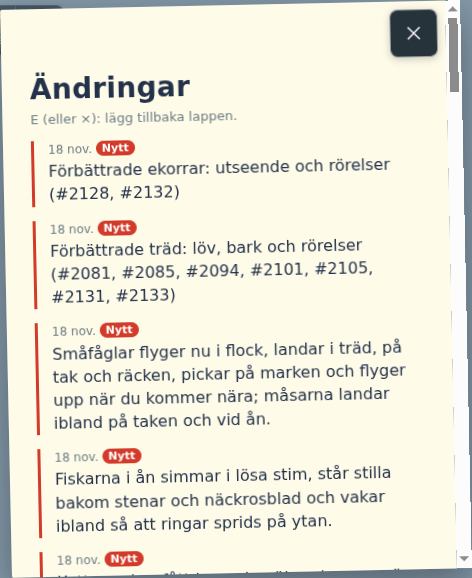 ×
Ändringar
E (eller ×): lägg tillbaka lappen.
18 nov. Nytt
Förbättrade ekorrar: utseende och rörelser
(#2128, #2132)
18 nov. Nytt
Förbättrade träd: löv, bark och rörelser
(#2081, #2085, #2094, #2101, #2105,
#2131, #2133)
18 nov. Nytt
Småfåglar flyger nu i flock, landar i träd, på
tak och räcken, pickar på marken och flyger
upp när du kommer nära; måsarna landar
ibland på taken och vid ån.
18 nov. Nytt
Fiskarna i ån simmar i lösa stim, står stilla
bakom stenar och näckrosblad och vakar
ibland så att ringar sprids på ytan.
18 nov. Nytt